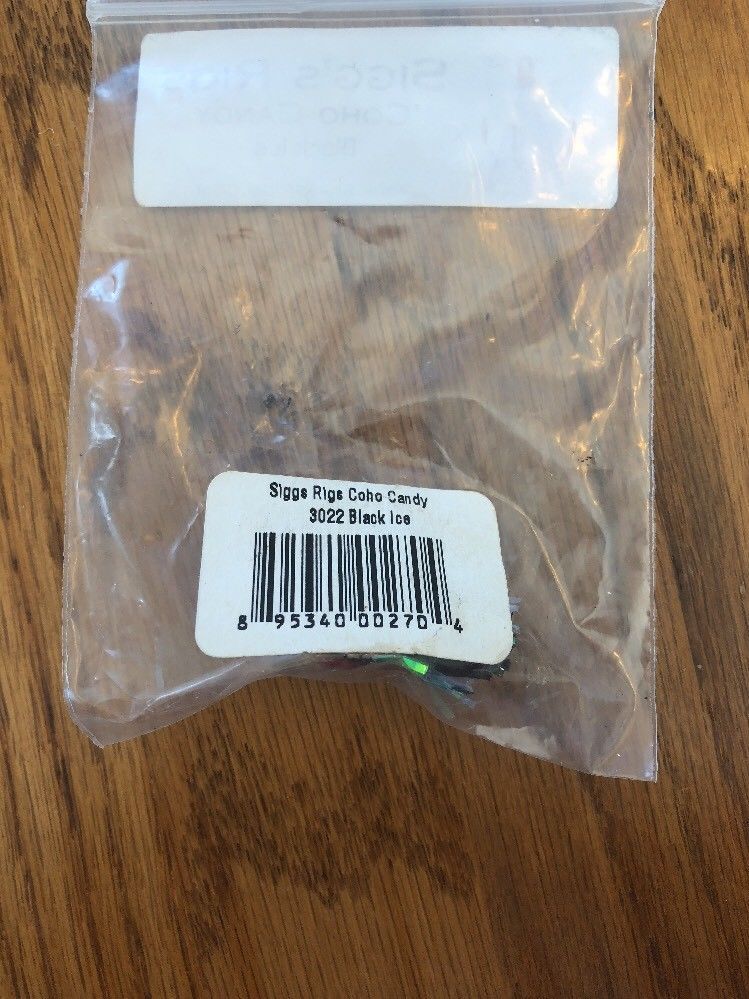 SIGG'S RIGS
COHO CANDY
Siggs Rigs Coho Candy
3022 Black Ice
8 95340 00270 4